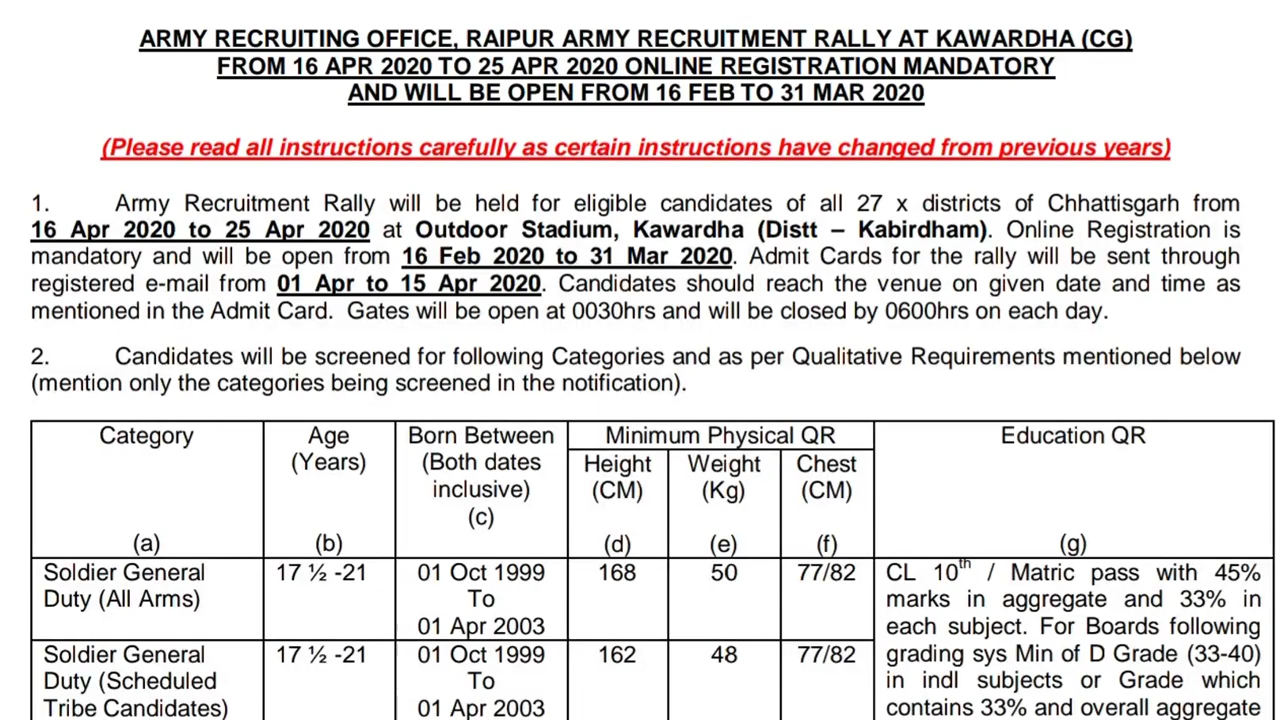 ARMY RECRUITING OFFICE, RAIPUR ARMY RECRUITMENT RALLY AT KAWARDHA (CG)
FROM 16 APR 2020 TO 25 APR 2020 ONLINE REGISTRATION MANDATORY
AND WILL BE OPEN FROM 16 FEB TO 31 MAR 2020
(Please read all instructions carefully as certain instructions have changed from previous years)
1. Army Recruitment Rally will be held for eligible candidates of all 27 x districts of Chhattisgarh from
16 Apr 2020 to 25 Apr 2020 at Outdoor Stadium, Kawardha (Distt – Kabirdham). Online Registration is
mandatory and will be open from 16 Feb 2020 to 31 Mar 2020. Admit Cards for the rally will be sent through
registered e-mail from 01 Apr to 15 Apr 2020. Candidates should reach the venue on given date and time as
mentioned in the Admit Card. Gates will be open at 0030hrs and will be closed by 0600hrs on each day.
2. Candidates will be screened for following Categories and as per Qualitative Requirements mentioned below
(mention only the categories being screened in the notification).
Category
(a)
Age
(Years)
(b)
Born Between
(Both dates
inclusive)
(c)
Minimum Physical QR
Height
(CM)
(d)
Weight
(Kg)
(e)
Chest
(CM)
(f)
Education QR
(g)
Soldier General
Duty (All Arms)
17 ½ -21
01 Oct 1999
To
01 Apr 2003
168
50
77/82
CL 10th / Matric pass with 45%
marks in aggregate and 33% in
each subject. For Boards following
grading sys Min of D Grade (33-40)
in indl subjects or Grade which
contains 33% and overall aggregate
Soldier General
Duty (Scheduled
Tribe Candidates)
17 ½ -21
01 Oct 1999
To
01 Apr 2003
162
48
77/82